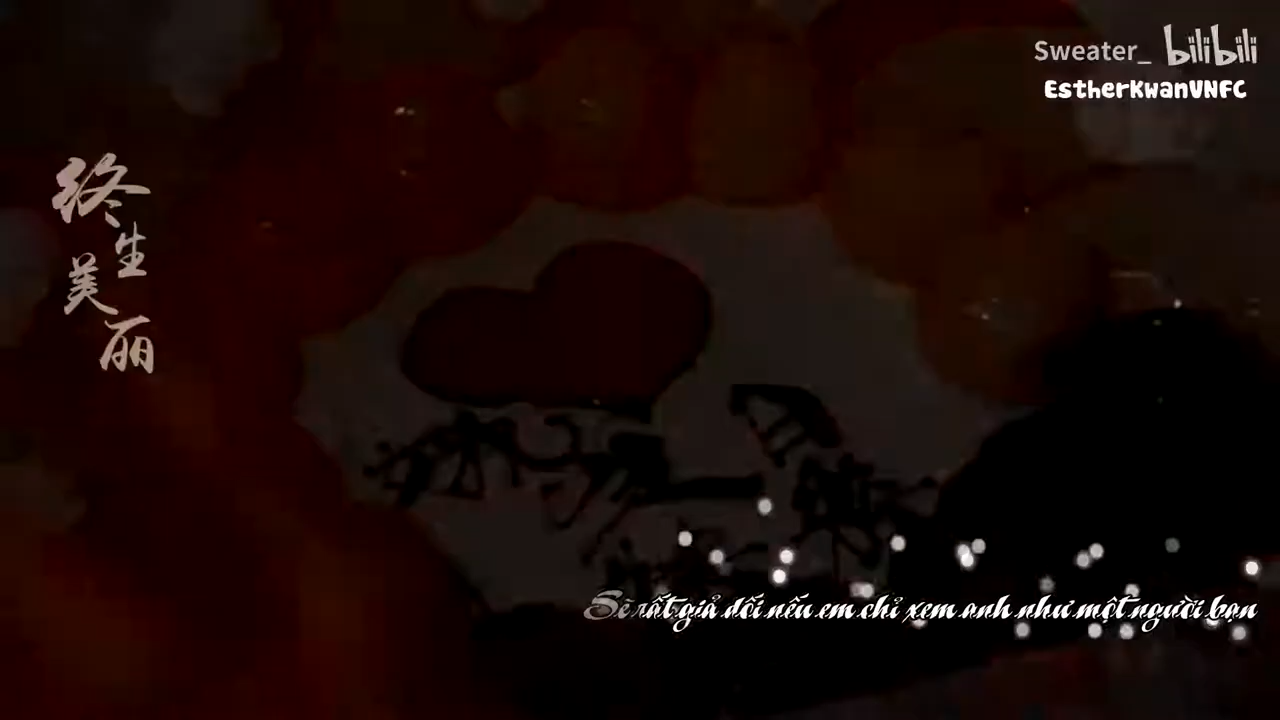 Sweater_ bilibili
EstherKwanVNFC
终生
美丽
Sẽ rất giả dối nếu em chỉ xem anh như một người bạn